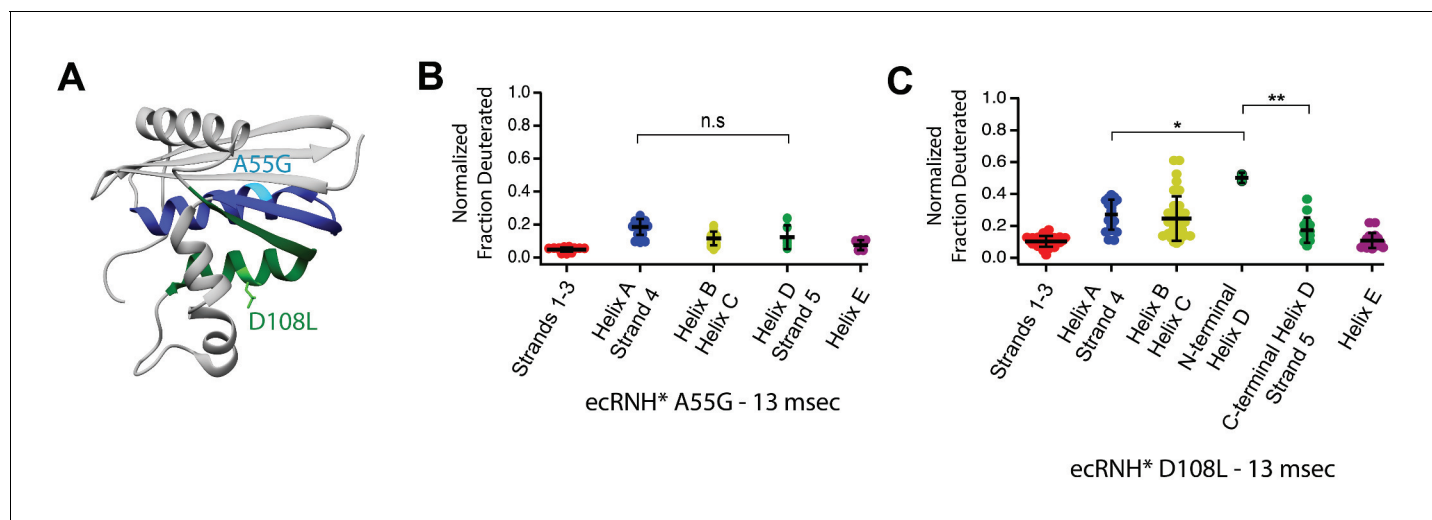 A
A55G
D108L
B
Normalized
Fraction Deuterated
1.0
0.8
0.6
0.4
0.2
0.0
n.s
Strands 1-3
Helix A
Strand 4
Helix B
Helix C
Helix D
Strand 5
Helix E
ecRNH* A55G - 13 msec
C
Normalized
Fraction Deuterated
1.0
0.8
0.6
0.4
0.2
0.0
*
**
Strands 1-3
Helix A
Strand 4
Helix B
Helix C
N-terminal
Helix D
C-terminal Helix D
Strand 5
Helix E
ecRNH* D108L - 13 msec